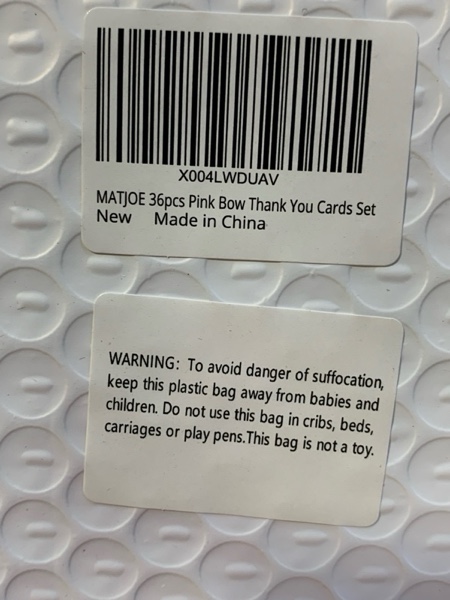 X004LWDUAV
MATJOE 36pcs Pink Bow Thank You Cards Set
New Made in China
WARNING: To avoid danger of suffocation,
keep this plastic bag away from babies and
children. Do not use this bag in cribs, beds,
carriages or play pens.This bag is not a toy.